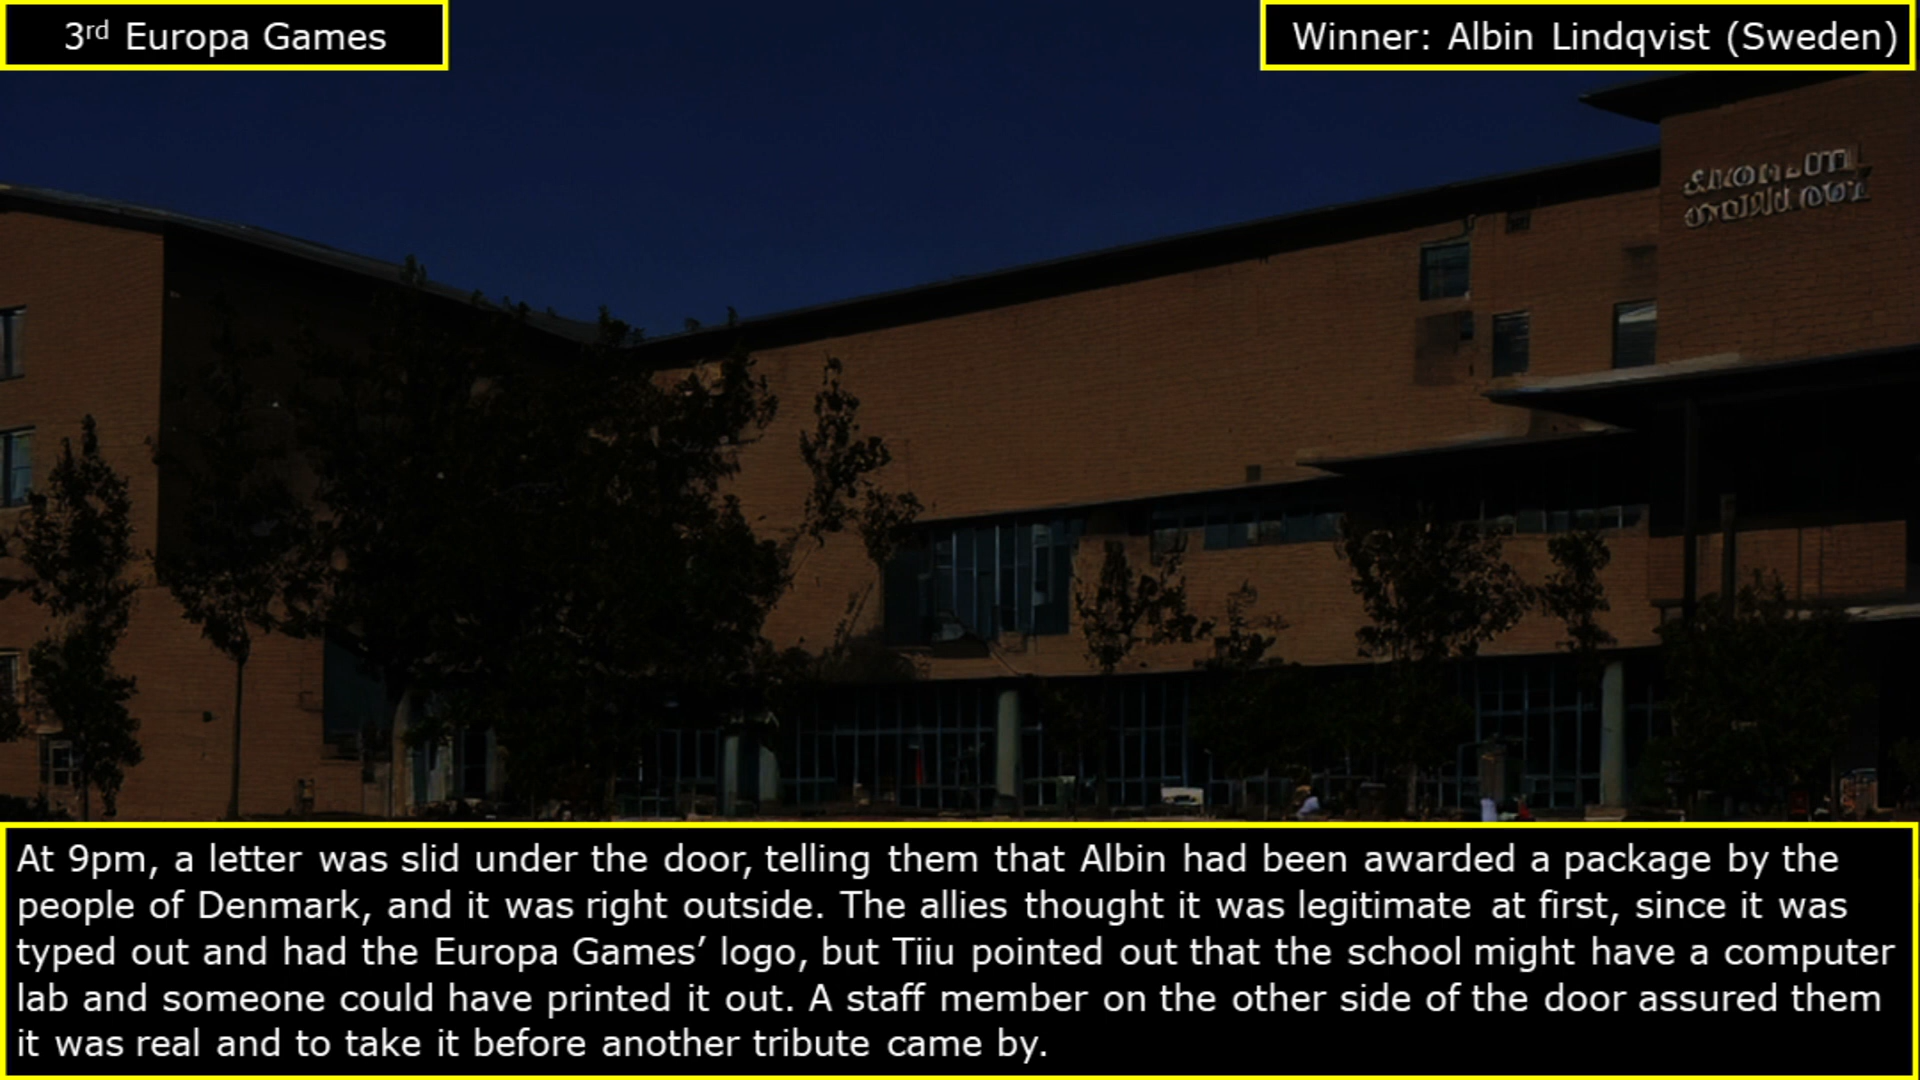 3rd Europa Games
Winner: Albin Lindqvist (Sweden)
At 9pm, a letter was slid under the door, telling them that Albin had been awarded a package by the
people of Denmark, and it was right outside. The allies thought it was legitimate at first, since it was
typed out and had the Europa Games’ logo, but Tiiu pointed out that the school might have a computer
lab and someone could have printed it out. A staff member on the other side of the door assured them
it was real and to take it before another tribute came by.